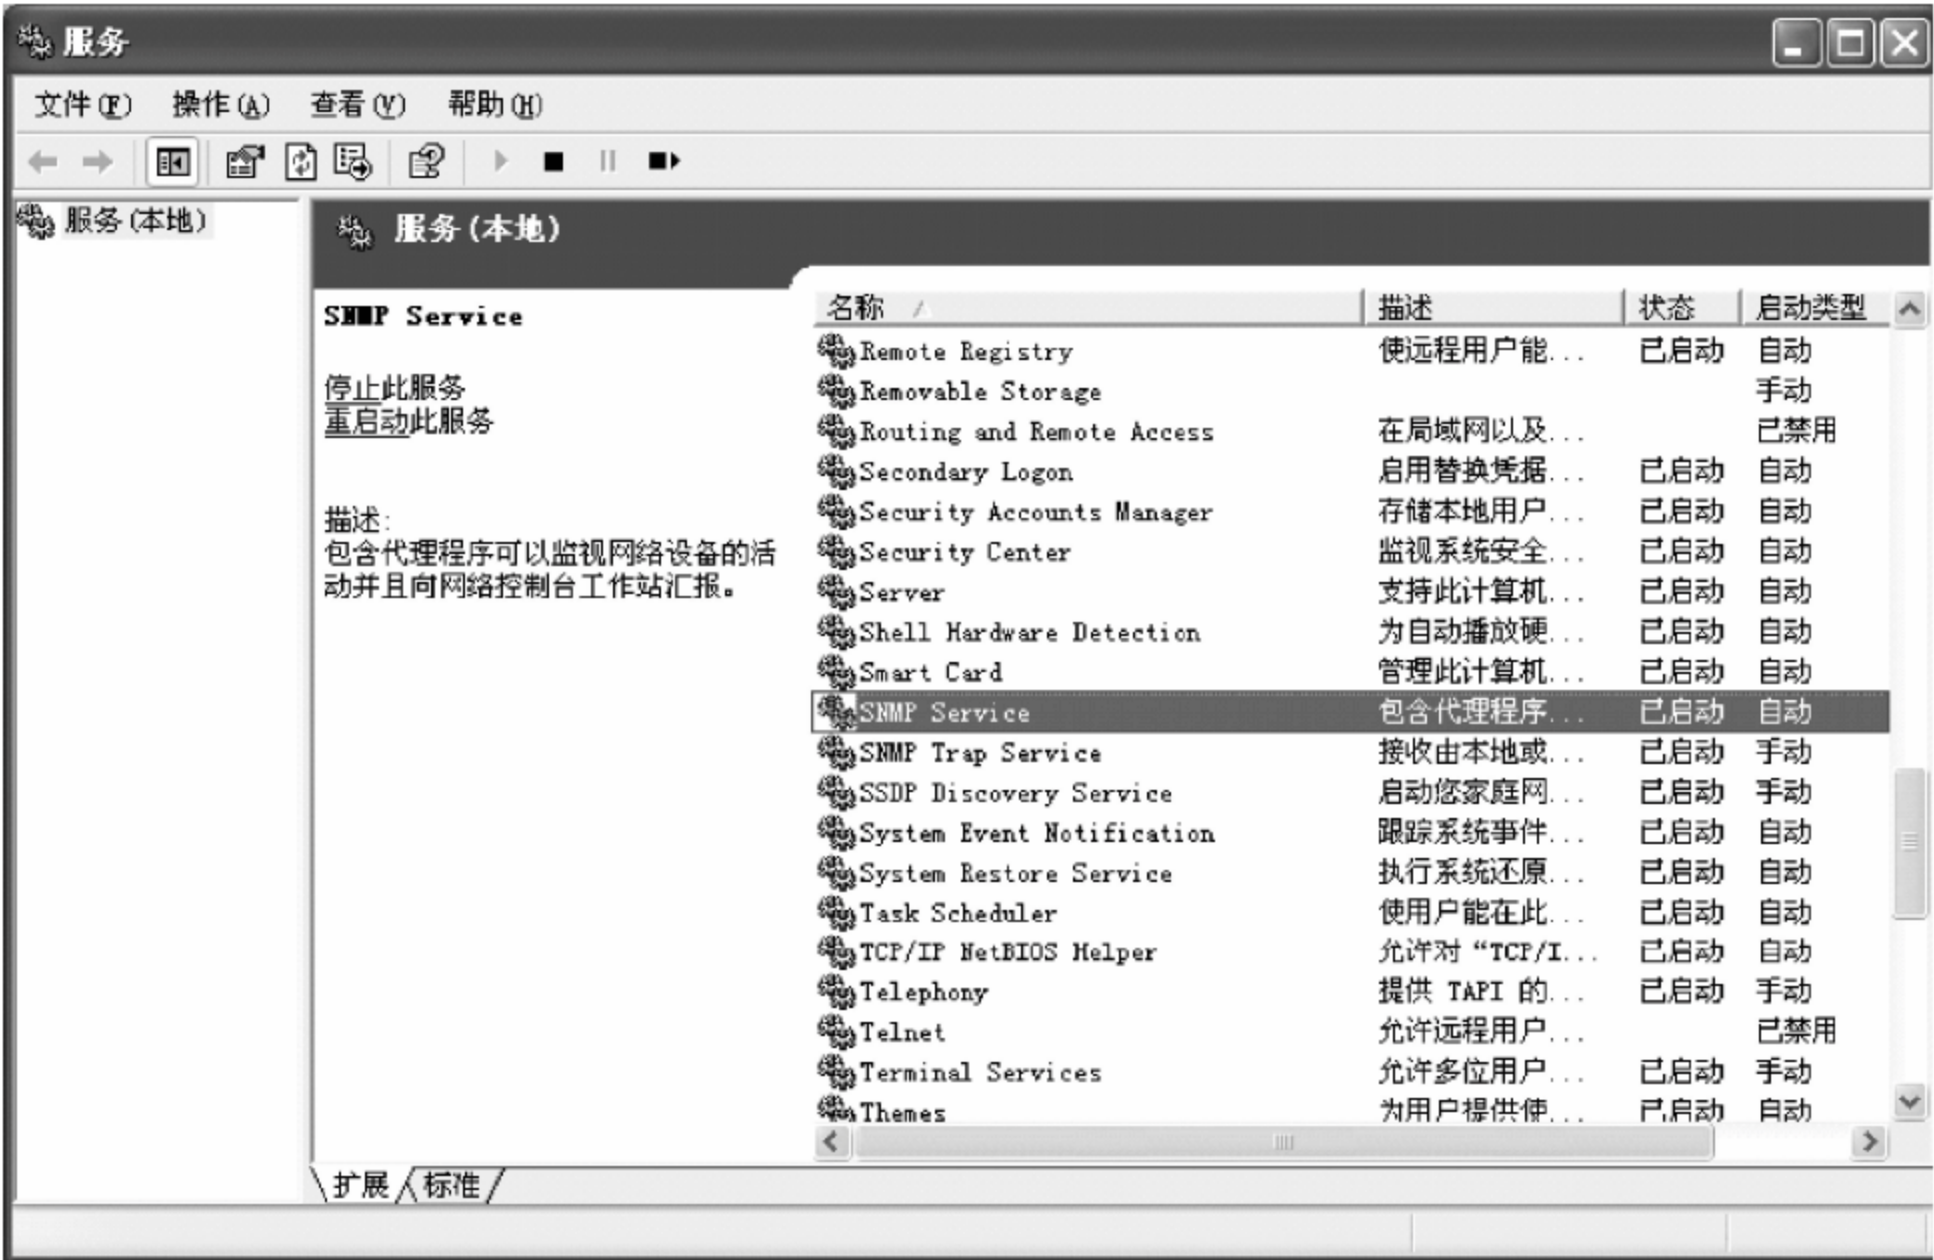 服务
文件(F) 操作(A) 查看(V) 帮助(H)
服务(本地)
服务(本地)
SNMP Service
停止此服务
重启动此服务
描述:
包含代理程序可以监视网络设备的活
动并且向网络控制台工作站汇报。
名称 描述 状态 启动类型
Remote Registry 使远程用户能... 已启动 自动
Removable Storage 手动
Routing and Remote Access 在局域网以及... 已禁用
Secondary Logon 启用替换凭据... 已启动 自动
Security Accounts Manager 存储本地用户... 已启动 自动
Security Center 监视系统安全... 已启动 自动
Server 支持此计算机... 已启动 自动
Shell Hardware Detection 为自动播放硬... 已启动 自动
Smart Card 管理此计算机... 已启动 自动
SNMP Service 包含代理程序... 已启动 自动
SNMP Trap Service 接收由本地或... 已启动 手动
SSDP Discovery Service 启动您家庭网... 已启动 手动
System Event Notification 跟踪系统事件... 已启动 自动
System Restore Service 执行系统还原... 已启动 自动
Task Scheduler 使用户能在此... 已启动 自动
TCP/IP NetBIOS Helper 允许对“TCP/I... 已启动 自动
Telephony 提供 TAPI 的... 已启动 手动
Telnet 允许远程用户... 已禁用
Terminal Services 允许多位用户... 已启动 手动
Themes 为用户提供使... 已启动 自动
扩展 标准